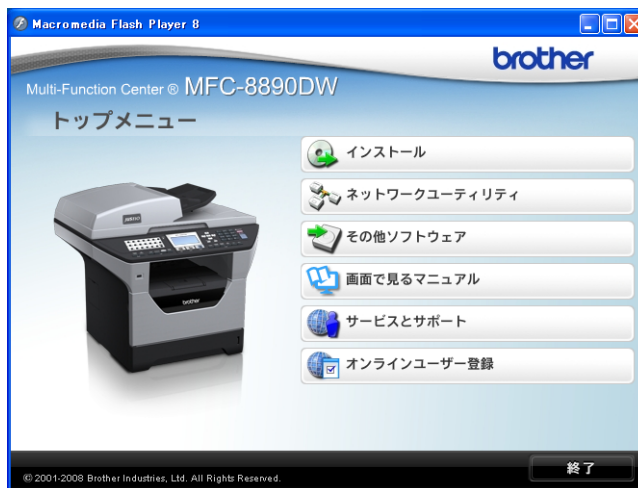 Macromedia Flash Player 8
brother
Multi-Function Center ® MFC-8890DW
トップメニュー
インストール
ネットワークユーティリティ
その他ソフトウェア
画面で見るマニュアル
サービスとサポート
オンラインユーザー登録
brother
終了
© 2001-2008 Brother Industries, Ltd. All Rights Reserved.